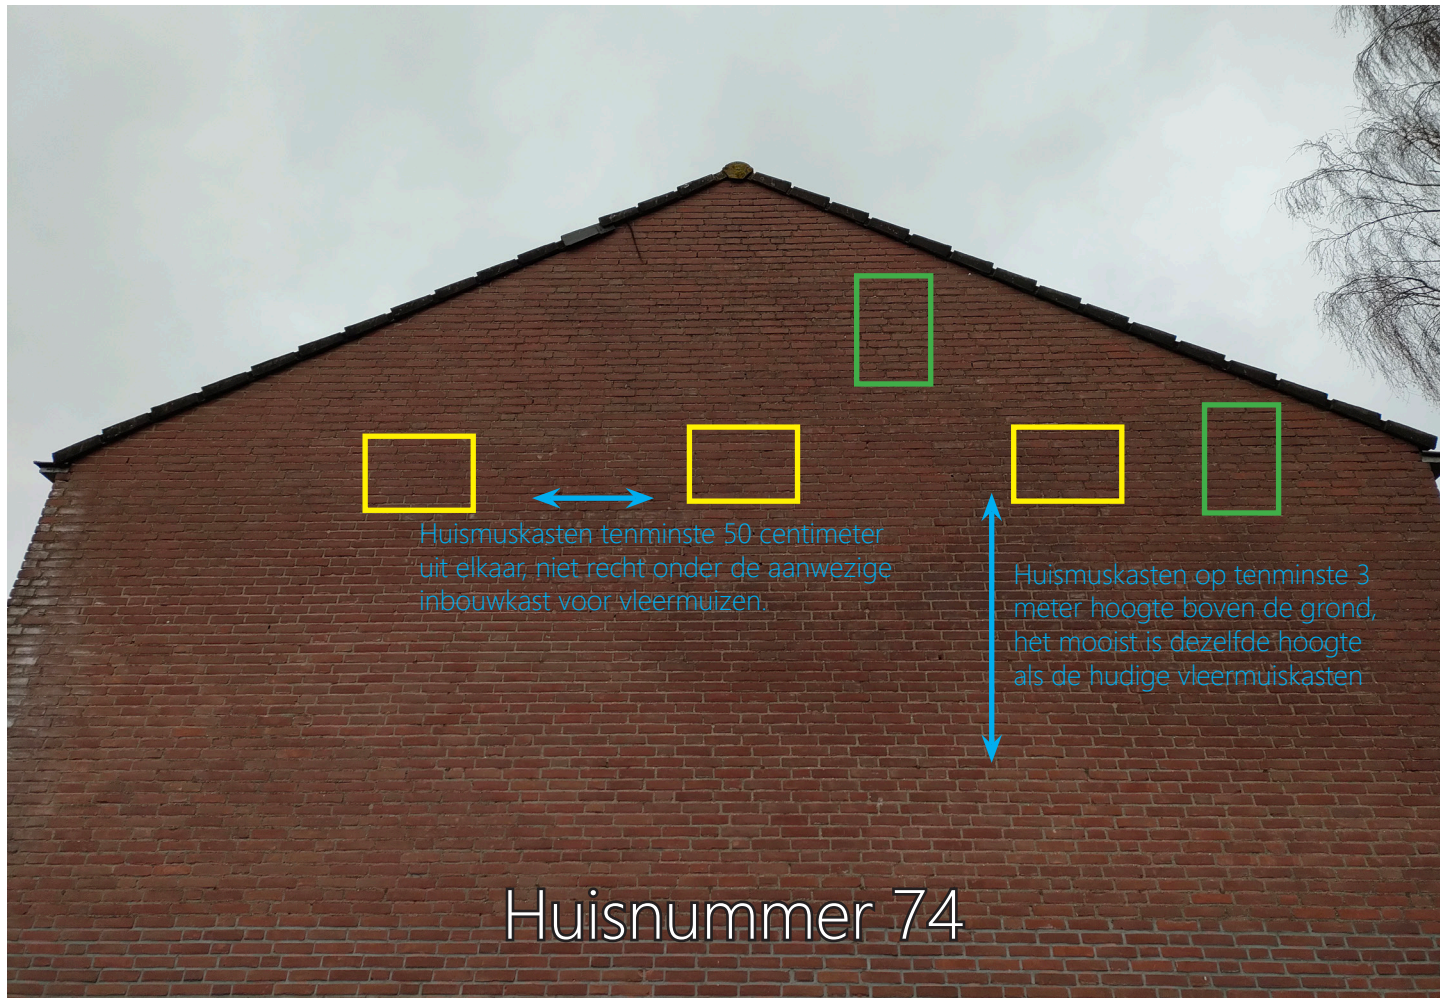 Huismuskasten tenminste 50 centimeter
uit elkaar, niet recht onder de aanwezige
inbouwkast voor vleermuizen.
Huismuskasten op tenminste 3
meter hoogte boven de grond,
het mooist is dezelfde hoogte
als de hudige vleermuiskasten
Huisnummer 74